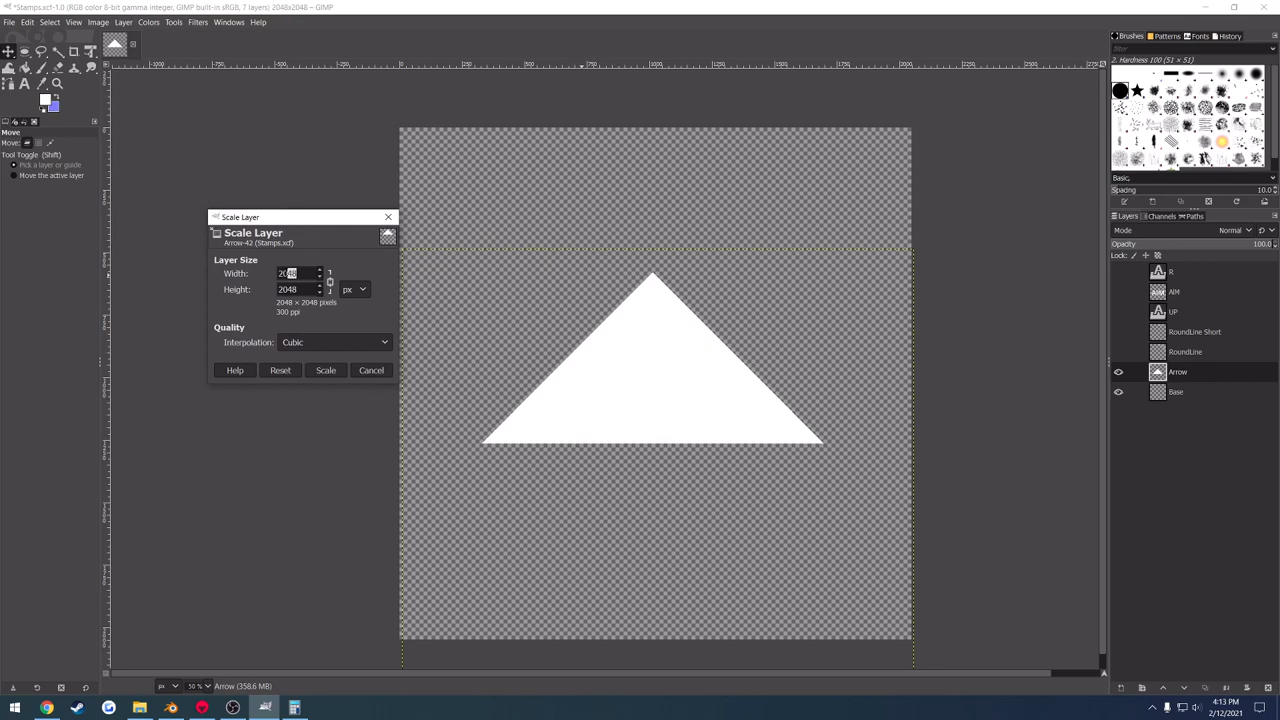 *Stamps.xcf-1.0 (RGB color 8-bit gamma integer, GIMP built-in sRGB, 7 layers) 2048x2048 – GIMP
File Edit Select View Image Layer Colors Tools Filters Windows Help
Brushes Patterns Fonts History
filter
2. Hardness 100 (51 × 51)
Move
Move:
Tool Toggle (Shift)
Pick a layer or guide
Move the active layer
Basic,
Spacing 10.0
Layers Channels Paths
Mode Normal
Opacity 100.0
Lock:
R
AIM
UP
RoundLine Short
RoundLine
Arrow
Base
Scale Layer
Scale Layer
Arrow-42 (Stamps.xcf)
Layer Size
Width: 2048
Height: 2048 px
2048 × 2048 pixels
300 ppi
Quality
Interpolation: Cubic
Help Reset Scale Cancel
px 50 % Arrow (358.6 MB)
4:13 PM
2/12/2021